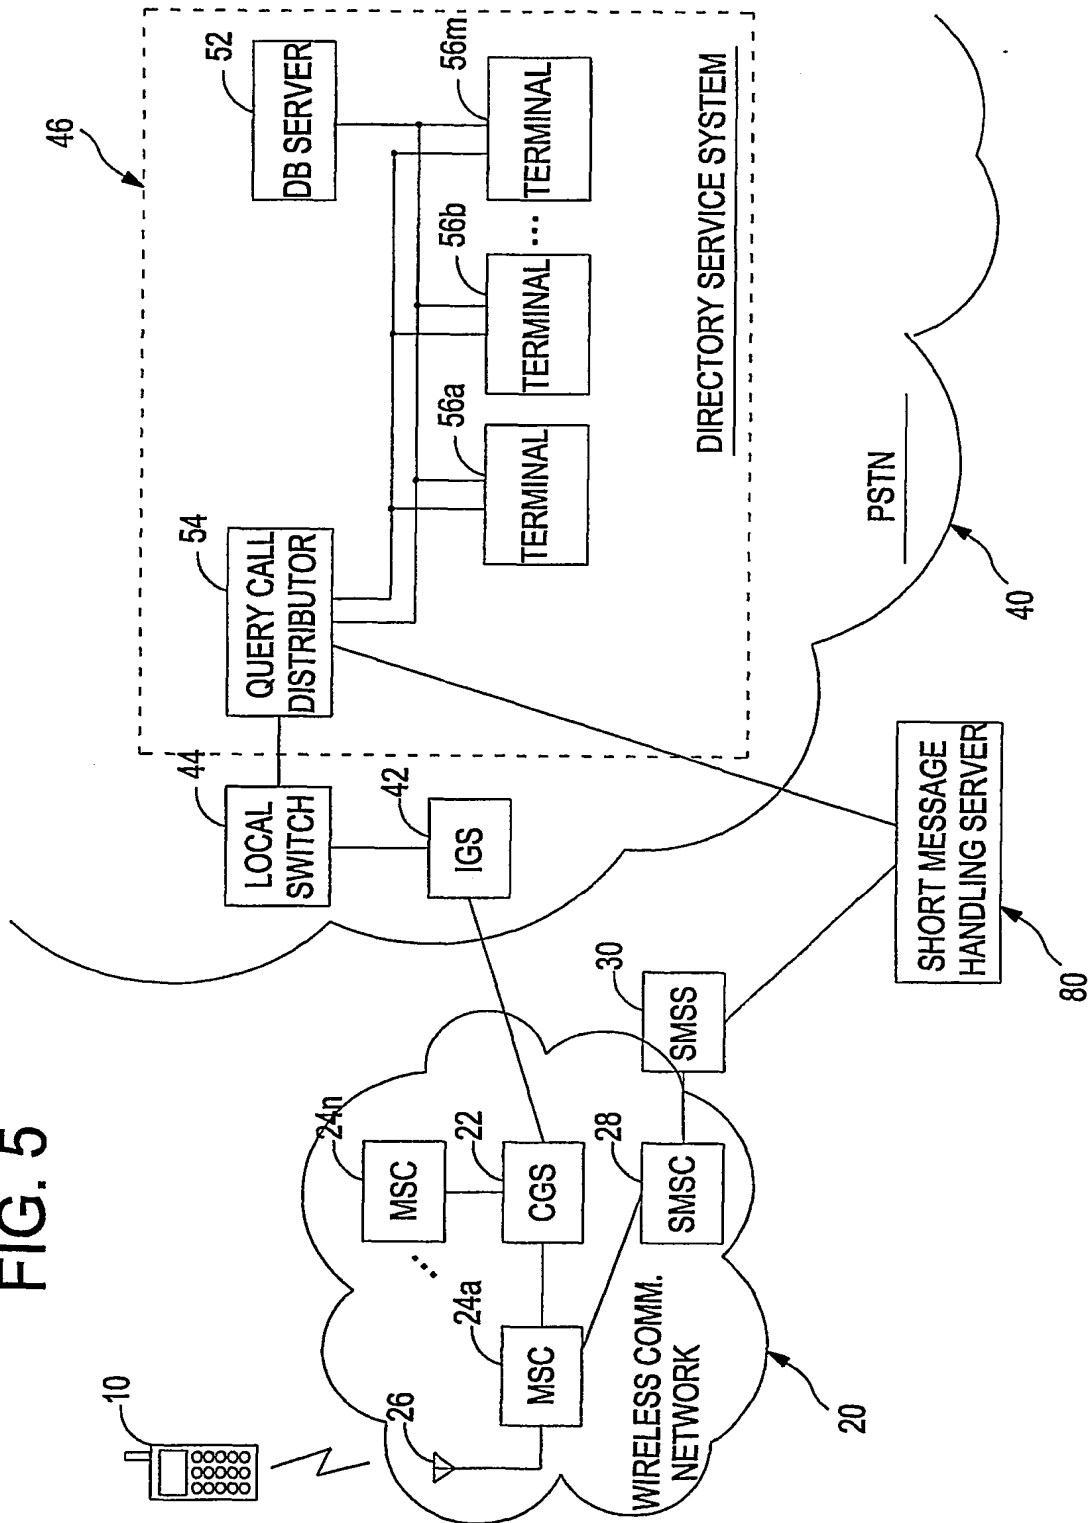 FIG. 5
46
52
DB SERVER
54
QUERY CALL
DISTRIBUTOR
56a
TERMINAL
56b
TERMINAL
...
56m
TERMINAL
DIRECTORY SERVICE SYSTEM
44
LOCAL
SWITCH
42
IGS
PSTN
40
10
26
24a
MSC
...
24n
MSC
22
CGS
28
SMSC
30
SMSS
WIRELESS COMM.
NETWORK
20
SHORT MESSAGE
HANDLING SERVER
80